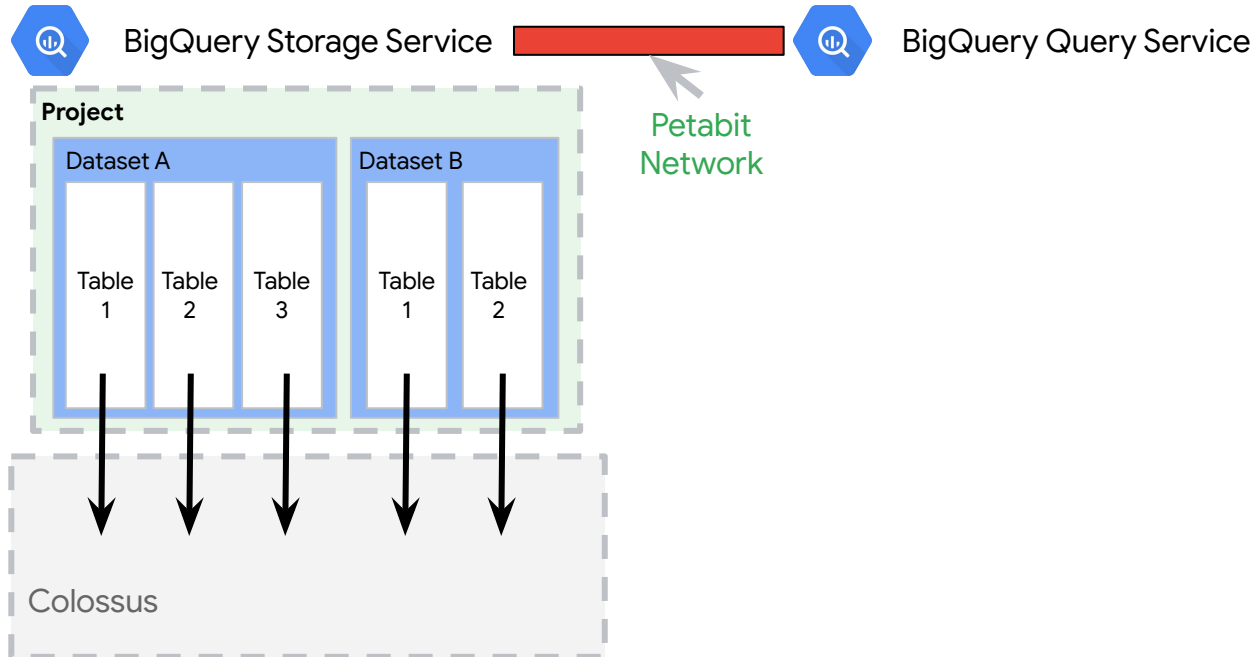 BigQuery Storage Service
BigQuery Query Service
Petabit
Network
Project
Dataset A
Dataset B
Table
1
Table
2
Table
3
Table
1
Table
2
Colossus